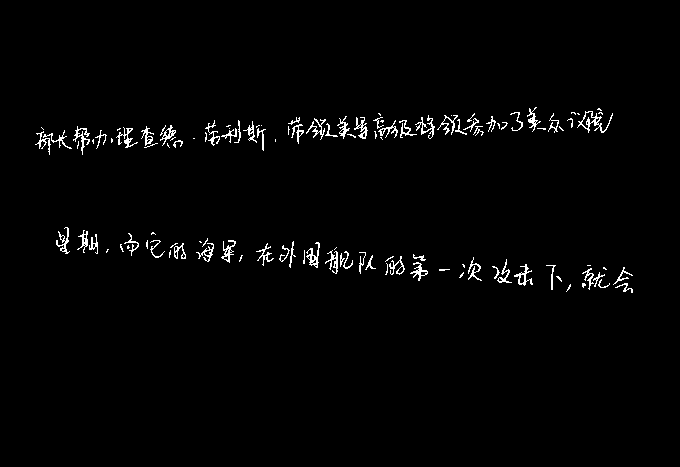 部长帮办理查德·劳利斯,带领美军高级将领参加了美众议院
星期,而它的海军,在外国舰队的第一次攻击下,就会